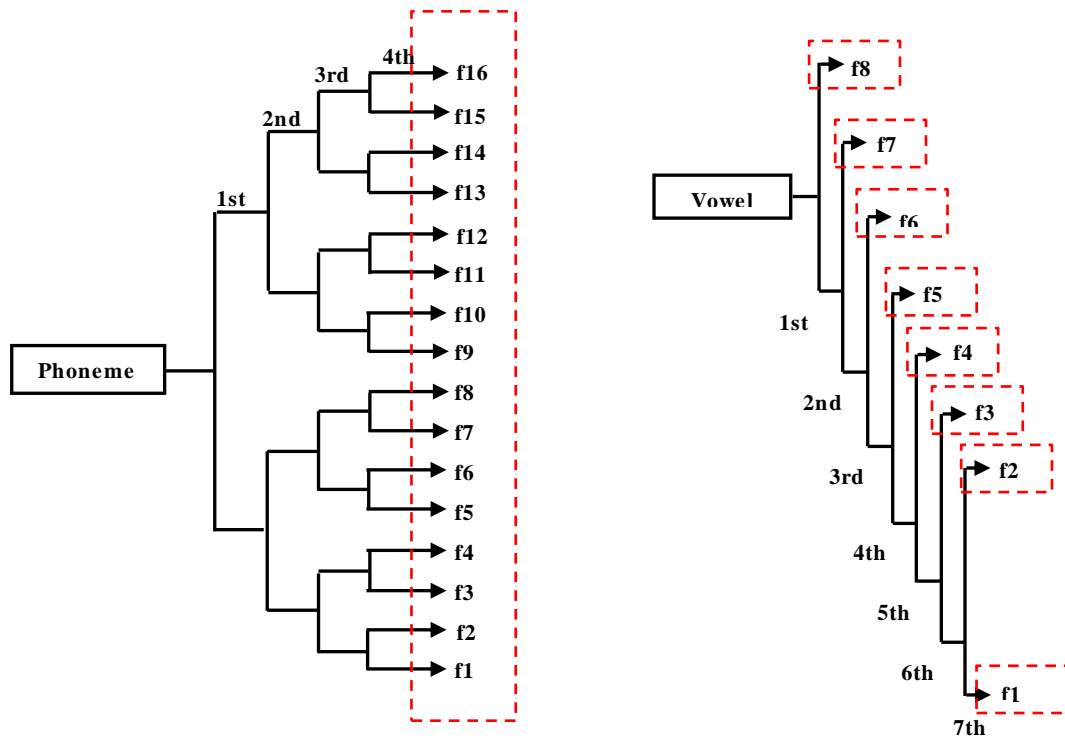 4th
3rd
2nd
1st
Phoneme
f16
f15
f14
f13
f12
f11
f10
f9
f8
f7
f6
f5
f4
f3
f2
f1
Vowel
f8
f7
f6
f5
f4
f3
f2
f1
1st
2nd
3rd
4th
5th
6th
7th